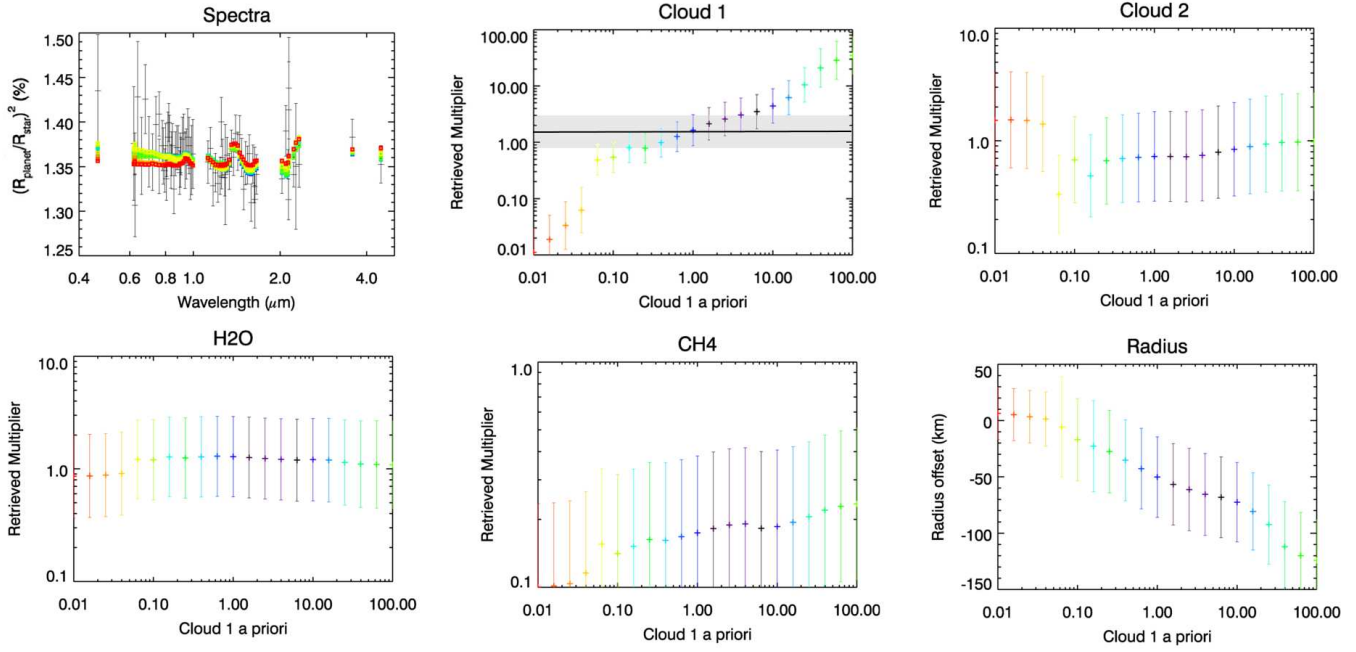 Spectra
(R_planet/R_star)² (%)
1.50
1.45
1.40
1.35
1.30
1.25
0.4 0.6 0.8 1.0 2.0 4.0
Wavelength (μm)
Cloud 1
Retrieved Multiplier
100.00
10.00
1.00
0.10
0.01
0.01 0.10 1.00 10.00 100.00
Cloud 1 a priori
Cloud 2
Retrieved Multiplier
10.0
1.0
0.1
0.01 0.10 1.00 10.00 100.00
Cloud 1 a priori
H2O
Retrieved Multiplier
10.0
1.0
0.1
0.01 0.10 1.00 10.00 100.00
Cloud 1 a priori
CH4
Retrieved Multiplier
1.0
0.1
0.01 0.10 1.00 10.00 100.00
Cloud 1 a priori
Radius
Radius offset (km)
50
0
-50
-100
-150
0.01 0.10 1.00 10.00 100.00
Cloud 1 a priori